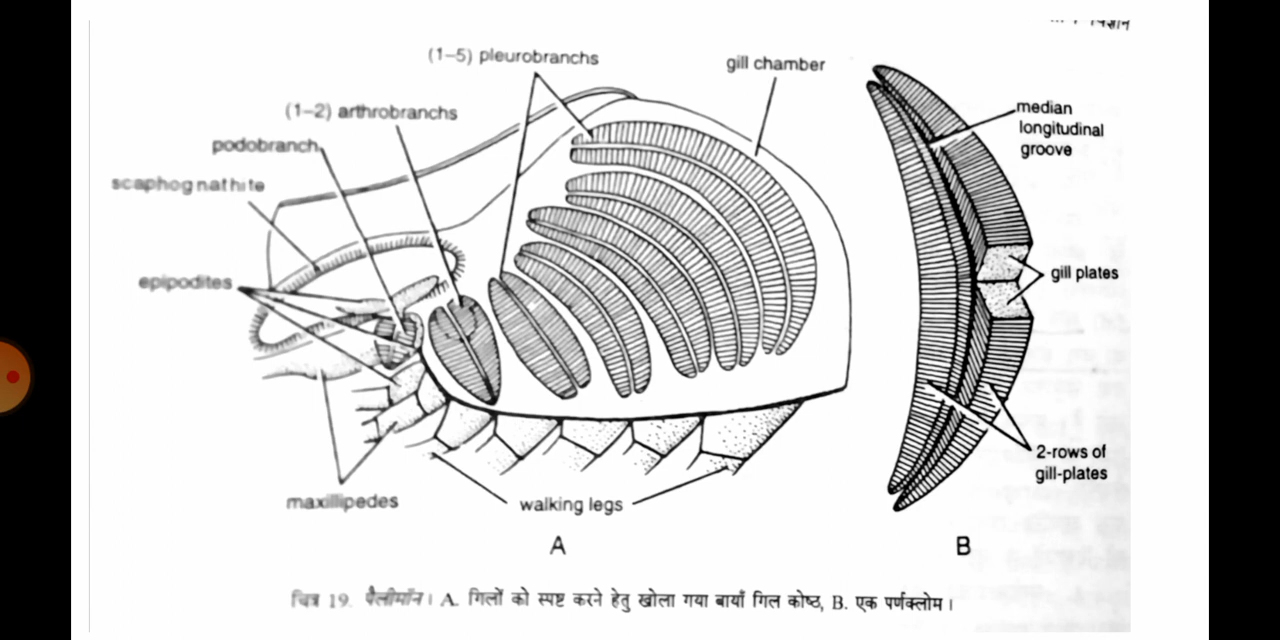 (1–5) pleurobranchs
gill chamber
(1–2) arthrobranchs
podobranch
scaphognathite
epipodites
maxillipedes
walking legs
A
median
longitudinal
groove
gill plates
2-rows of
gill-plates
B
चित्र 19. पैलीमॉन। A. गिलों को स्पष्ट करने हेतु खोला गया बायाँ गिल कोष्ठ, B. एक पर्णक्लोम।